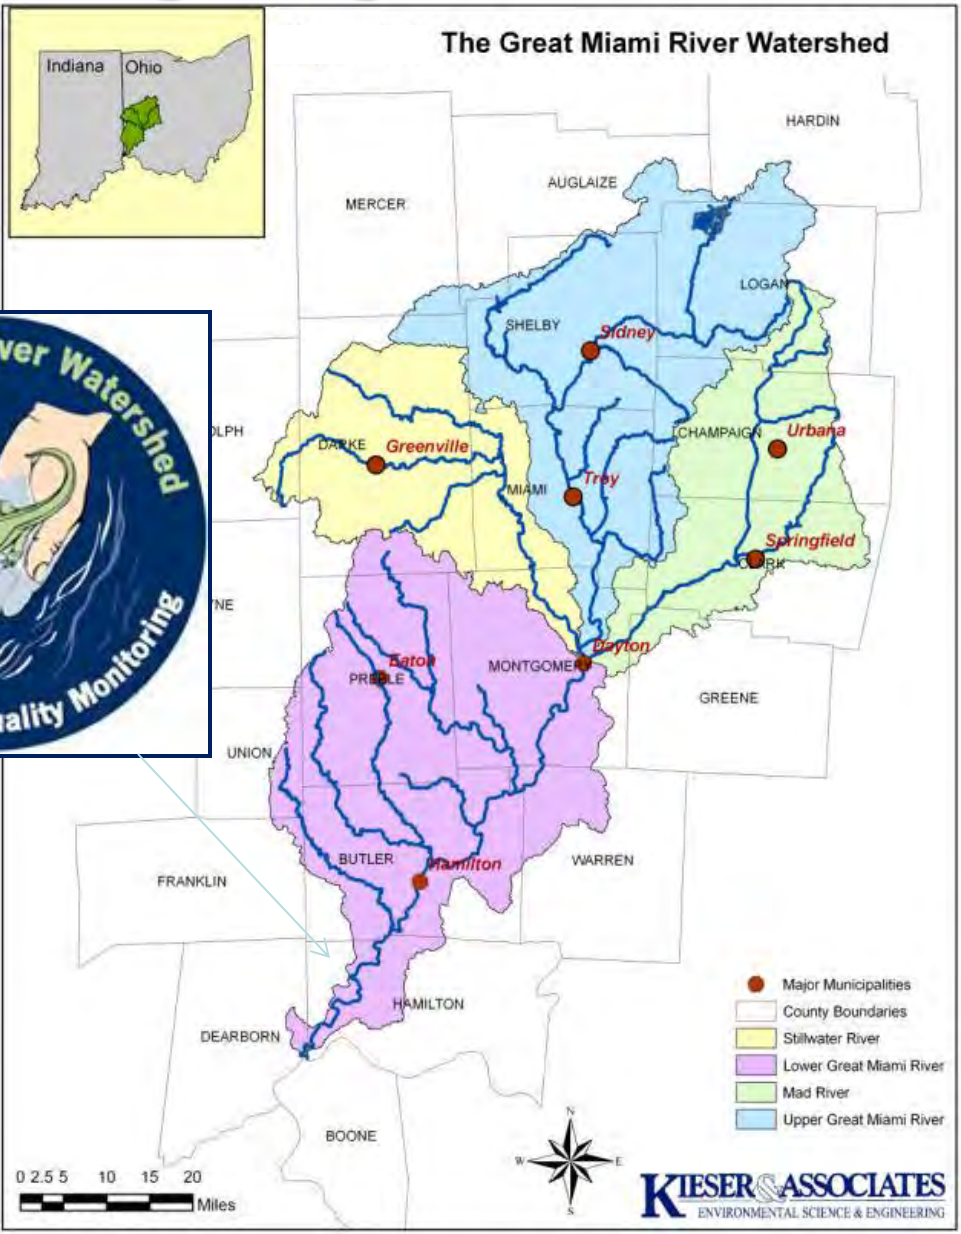 The Great Miami River Watershed
Indiana Ohio
HARDIN
AUGLAIZE
MERCER
LOGAN
SHELBY
Sidney
ver Watershed
OLPH
DARKE
Greenville
CHAMPAIGN
Urbana
MIAMI
Troy
Springfield
CLARK
YNE
Dayton
Eaton
MONTGOMERY
PREBLE
GREENE
uality Monitoring
UNION
BUTLER
Hamilton
WARREN
FRANKLIN
HAMILTON
DEARBORN
BOONE
Major Municipalities
County Boundaries
Stillwater River
Lower Great Miami River
Mad River
Upper Great Miami River
N
W E
S
0 2.5 5 10 15 20
Miles
KIESER & ASSOCIATES
ENVIRONMENTAL SCIENCE & ENGINEERING